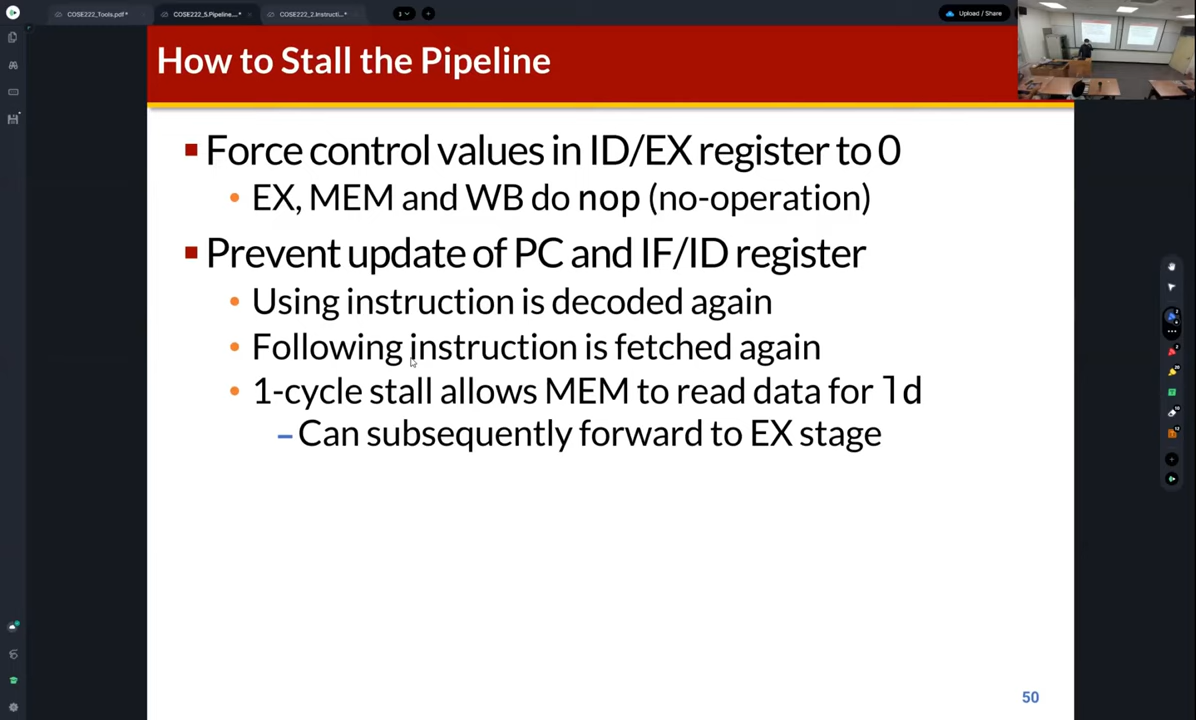 COSE222_Tools.pdf*
COSE222_5.Pipeline....*
COSE222_2.Instructi...*
3
Upload / Share
How to Stall the Pipeline
Force control values in ID/EX register to 0
EX, MEM and WB do nop (no-operation)
Prevent update of PC and IF/ID register
Using instruction is decoded again
Following instruction is fetched again
1-cycle stall allows MEM to read data for ld
–Can subsequently forward to EX stage
50